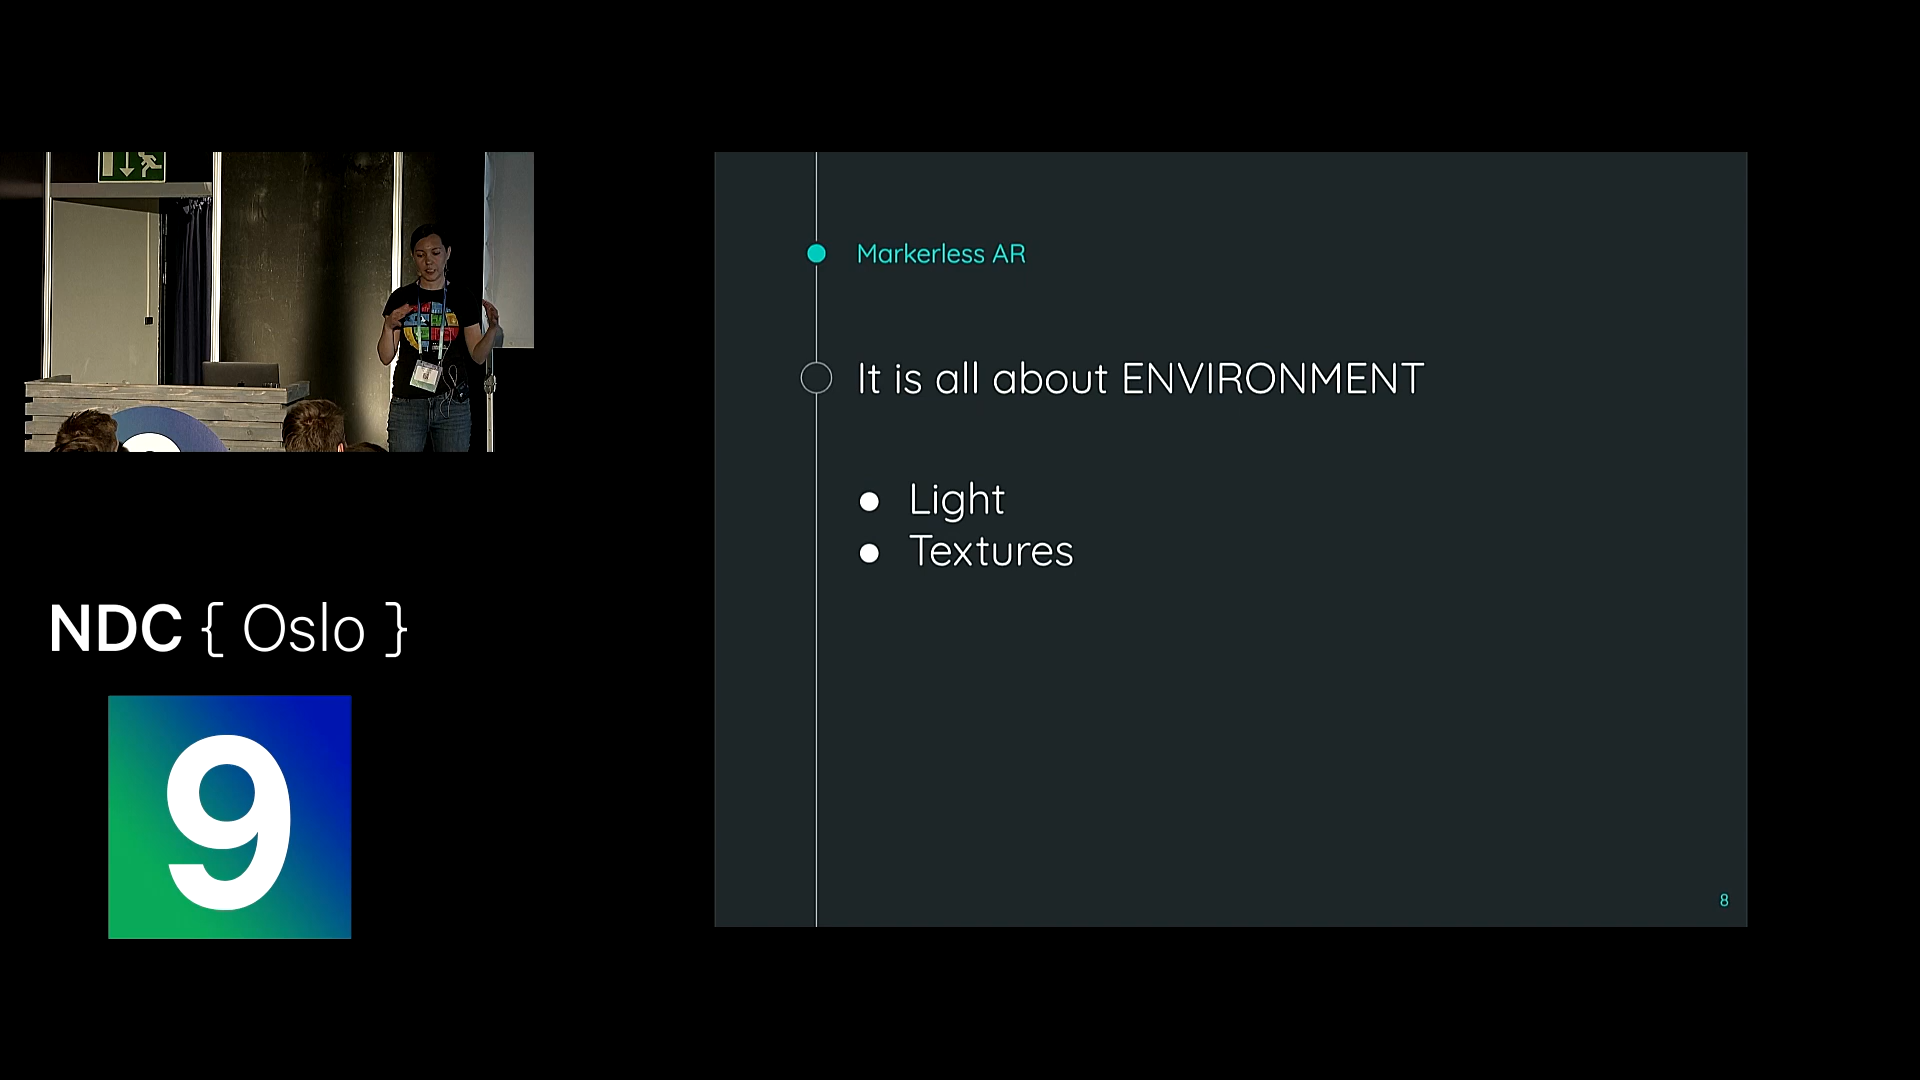 Markerless AR
It is all about ENVIRONMENT
● Light
● Textures
8
NDC { Oslo }
9